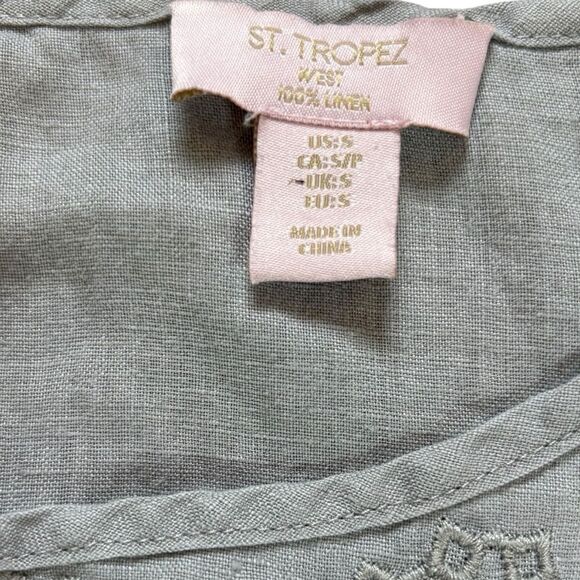 ST. TROPEZ
WEST
100% LINEN
US:S
CA:S/P
UK:S
EU:S
MADE IN
CHINA